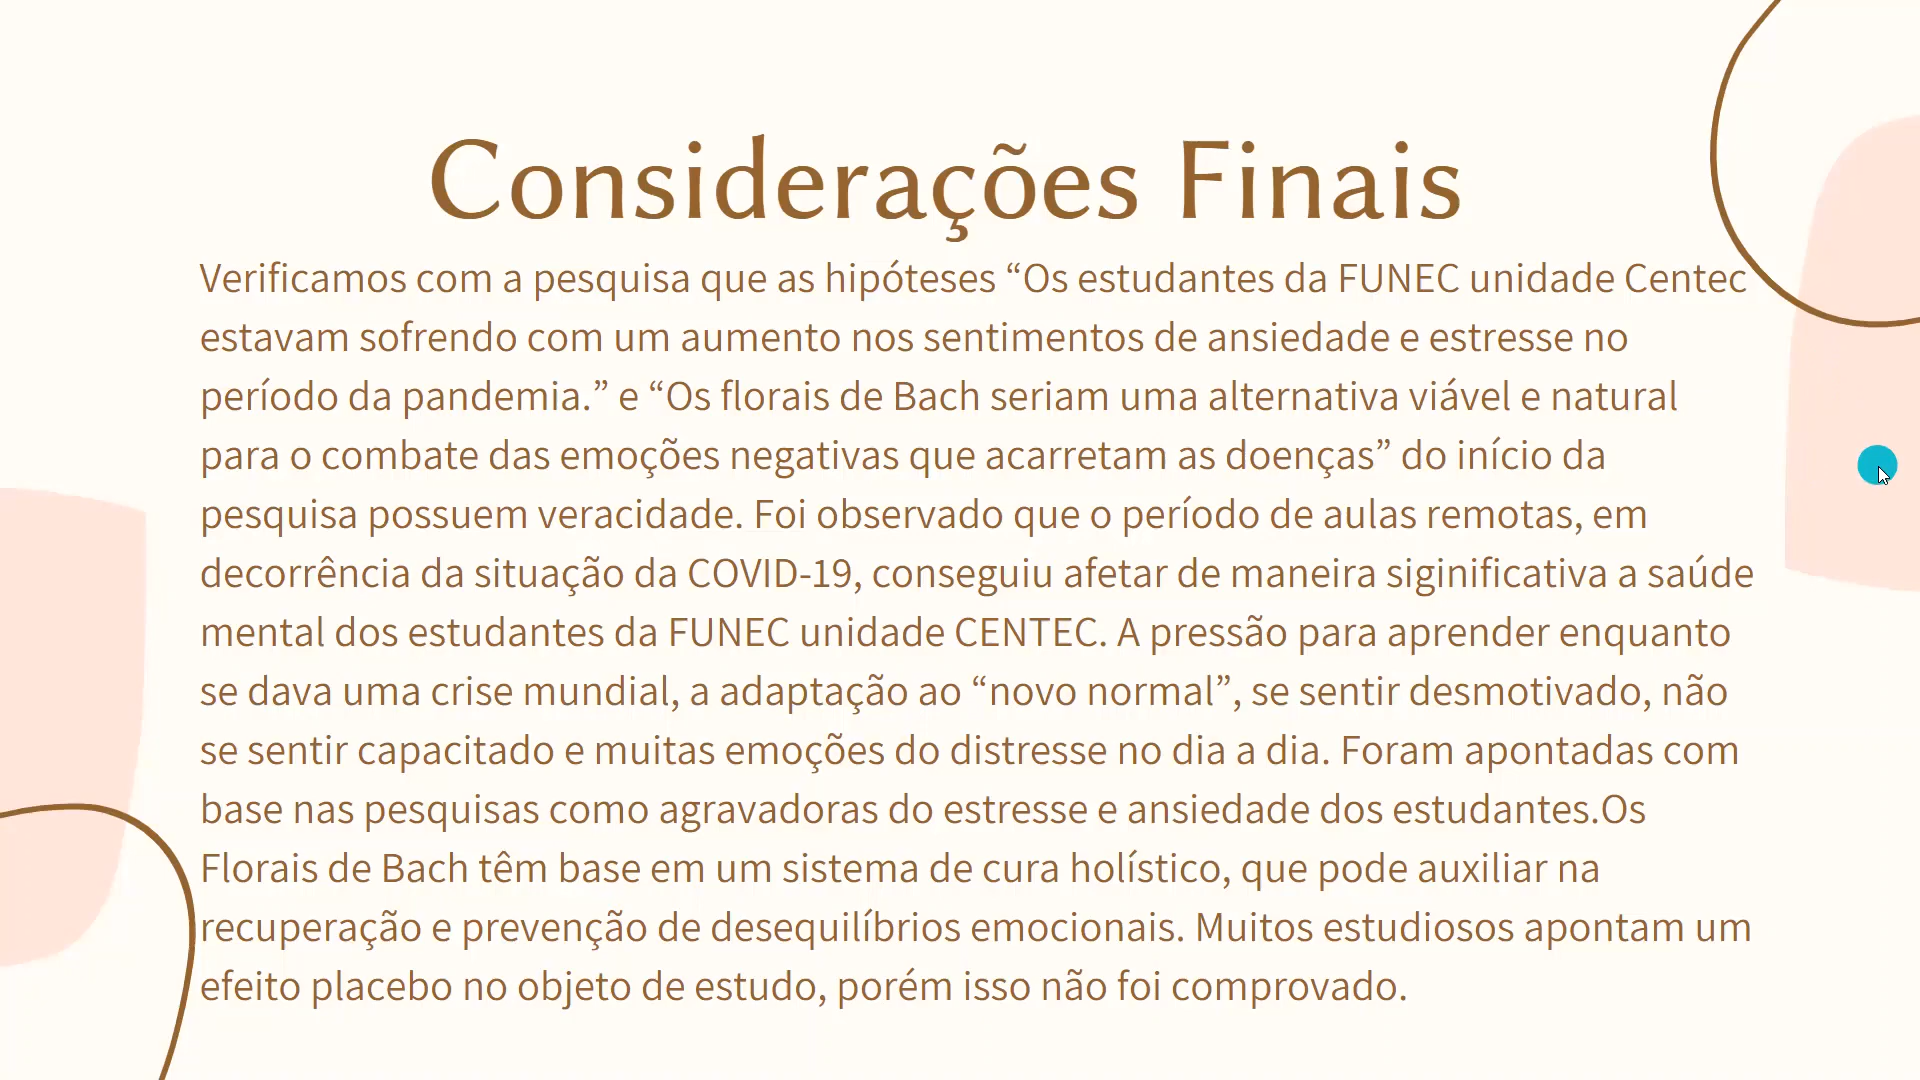 Considerações Finais
Verificamos com a pesquisa que as hipóteses “Os estudantes da FUNEC unidade Centec
estavam sofrendo com um aumento nos sentimentos de ansiedade e estresse no
período da pandemia.” e “Os florais de Bach seriam uma alternativa viável e natural
para o combate das emoções negativas que acarretam as doenças” do início da
pesquisa possuem veracidade. Foi observado que o período de aulas remotas, em
decorrência da situação da COVID-19, conseguiu afetar de maneira siginificativa a saúde
mental dos estudantes da FUNEC unidade CENTEC. A pressão para aprender enquanto
se dava uma crise mundial, a adaptação ao “novo normal”, se sentir desmotivado, não
se sentir capacitado e muitas emoções do distresse no dia a dia. Foram apontadas com
base nas pesquisas como agravadoras do estresse e ansiedade dos estudantes.Os
Florais de Bach têm base em um sistema de cura holístico, que pode auxiliar na
recuperação e prevenção de desequilíbrios emocionais. Muitos estudiosos apontam um
efeito placebo no objeto de estudo, porém isso não foi comprovado.